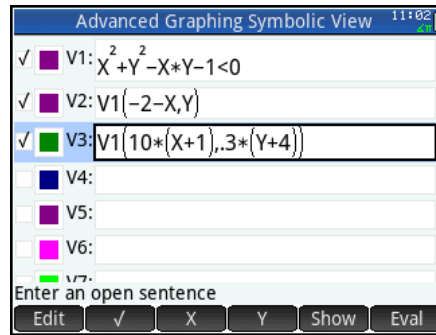 Advanced Graphing Symbolic View 11:02
√ V1: X²+Y²−X*Y−1<0
√ V2: V1(−2−X,Y)
√ V3: V1(10*(X+1),.3*(Y+4))
V4:
V5:
V6:
V7:
Enter an open sentence
Edit √ X Y Show Eval